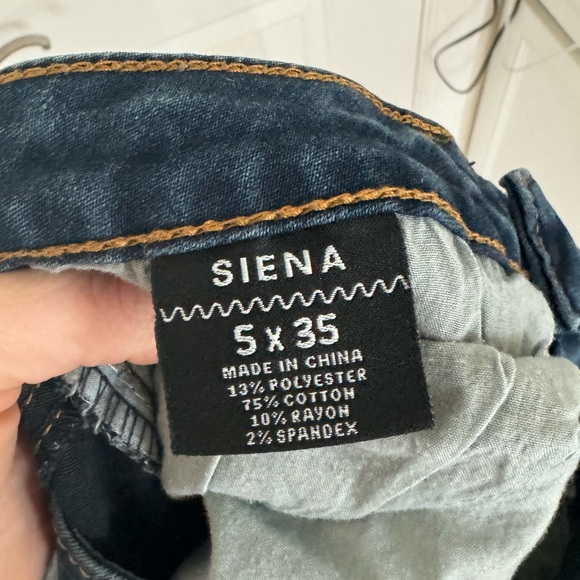 SIENA
5 X 35
MADE IN CHINA
13% POLYESTER
75% COTTON
10% RAYON
2% SPANDEX